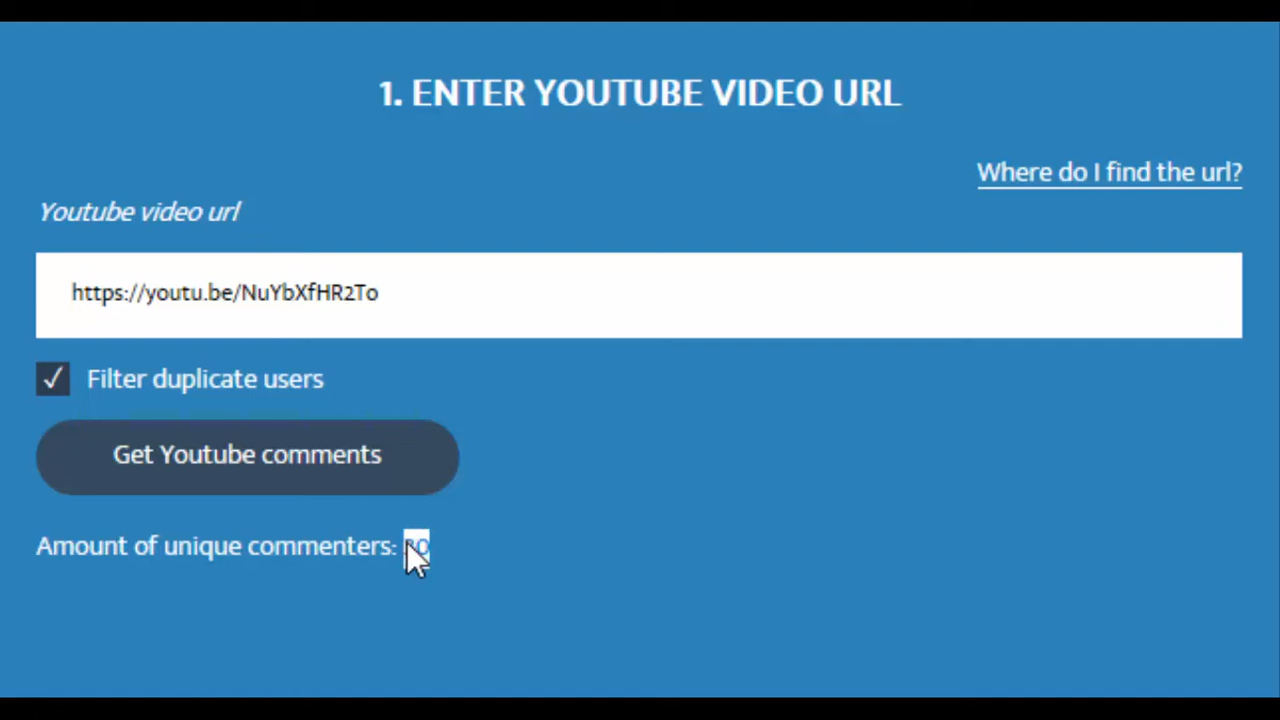 1. ENTER YOUTUBE VIDEO URL
Where do I find the url?
Youtube video url
https://youtu.be/NuYbXfHR2To
Filter duplicate users
Get Youtube comments
Amount of unique commenters: